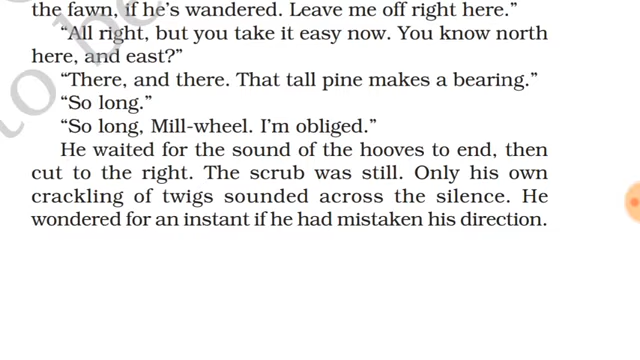 the fawn, if he's wandered. Leave me off right here.”
“All right, but you take it easy now. You know north
here, and east?”
“There, and there. That tall pine makes a bearing.”
“So long.”
“So long, Mill-wheel. I'm obliged.”
He waited for the sound of the hooves to end, then
cut to the right. The scrub was still. Only his own
crackling of twigs sounded across the silence. He
wondered for an instant if he had mistaken his direction.
to be